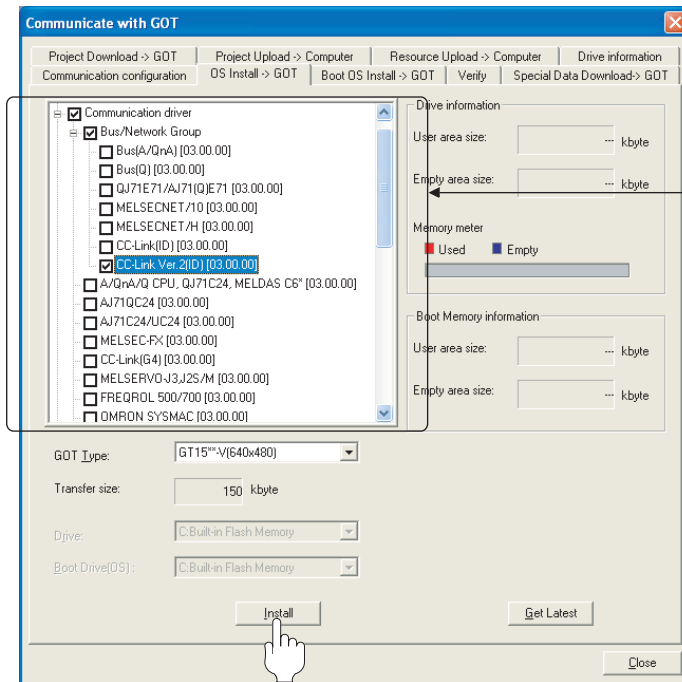 Communicate with GOT
Project Download -> GOT
Project Upload -> Computer
Resource Upload -> Computer
Drive information
Communication configuration
OS Install -> GOT
Boot OS Install -> GOT
Verify
Special Data Download-> GOT
Communication driver
Bus/Network Group
Bus(A/QnA) [03.00.00]
Bus(Q) [03.00.00]
QJ71E71/AJ71(Q)E71 [03.00.00]
MELSECNET/10 [03.00.00]
MELSECNET/H [03.00.00]
CC-Link(ID) [03.00.00]
CC-Link Ver.2(ID) [03.00.00]
A/QnA/Q CPU, QJ71C24, MELDAS C6* [03.00.00]
AJ71QC24 [03.00.00]
AJ71C24/UC24 [03.00.00]
MELSEC-FX [03.00.00]
CC-Link(G4) [03.00.00]
MELSERVO-J3,J2S/M [03.00.00]
FREQROL 500/700 [03.00.00]
OMRON SYSMAC [03.00.00]
Drive information
User area size: --- kbyte
Empty area size: --- kbyte
Memory meter
Used Empty
Boot Memory information
User area size: --- kbyte
Empty area size: --- kbyte
GOT Type: GT15**-V(640x480)
Transfer size: 150 kbyte
Drive: C:Built-in Flash Memory
Boot Drive(OS) : C:Built-in Flash Memory
Install
Get Latest
Close